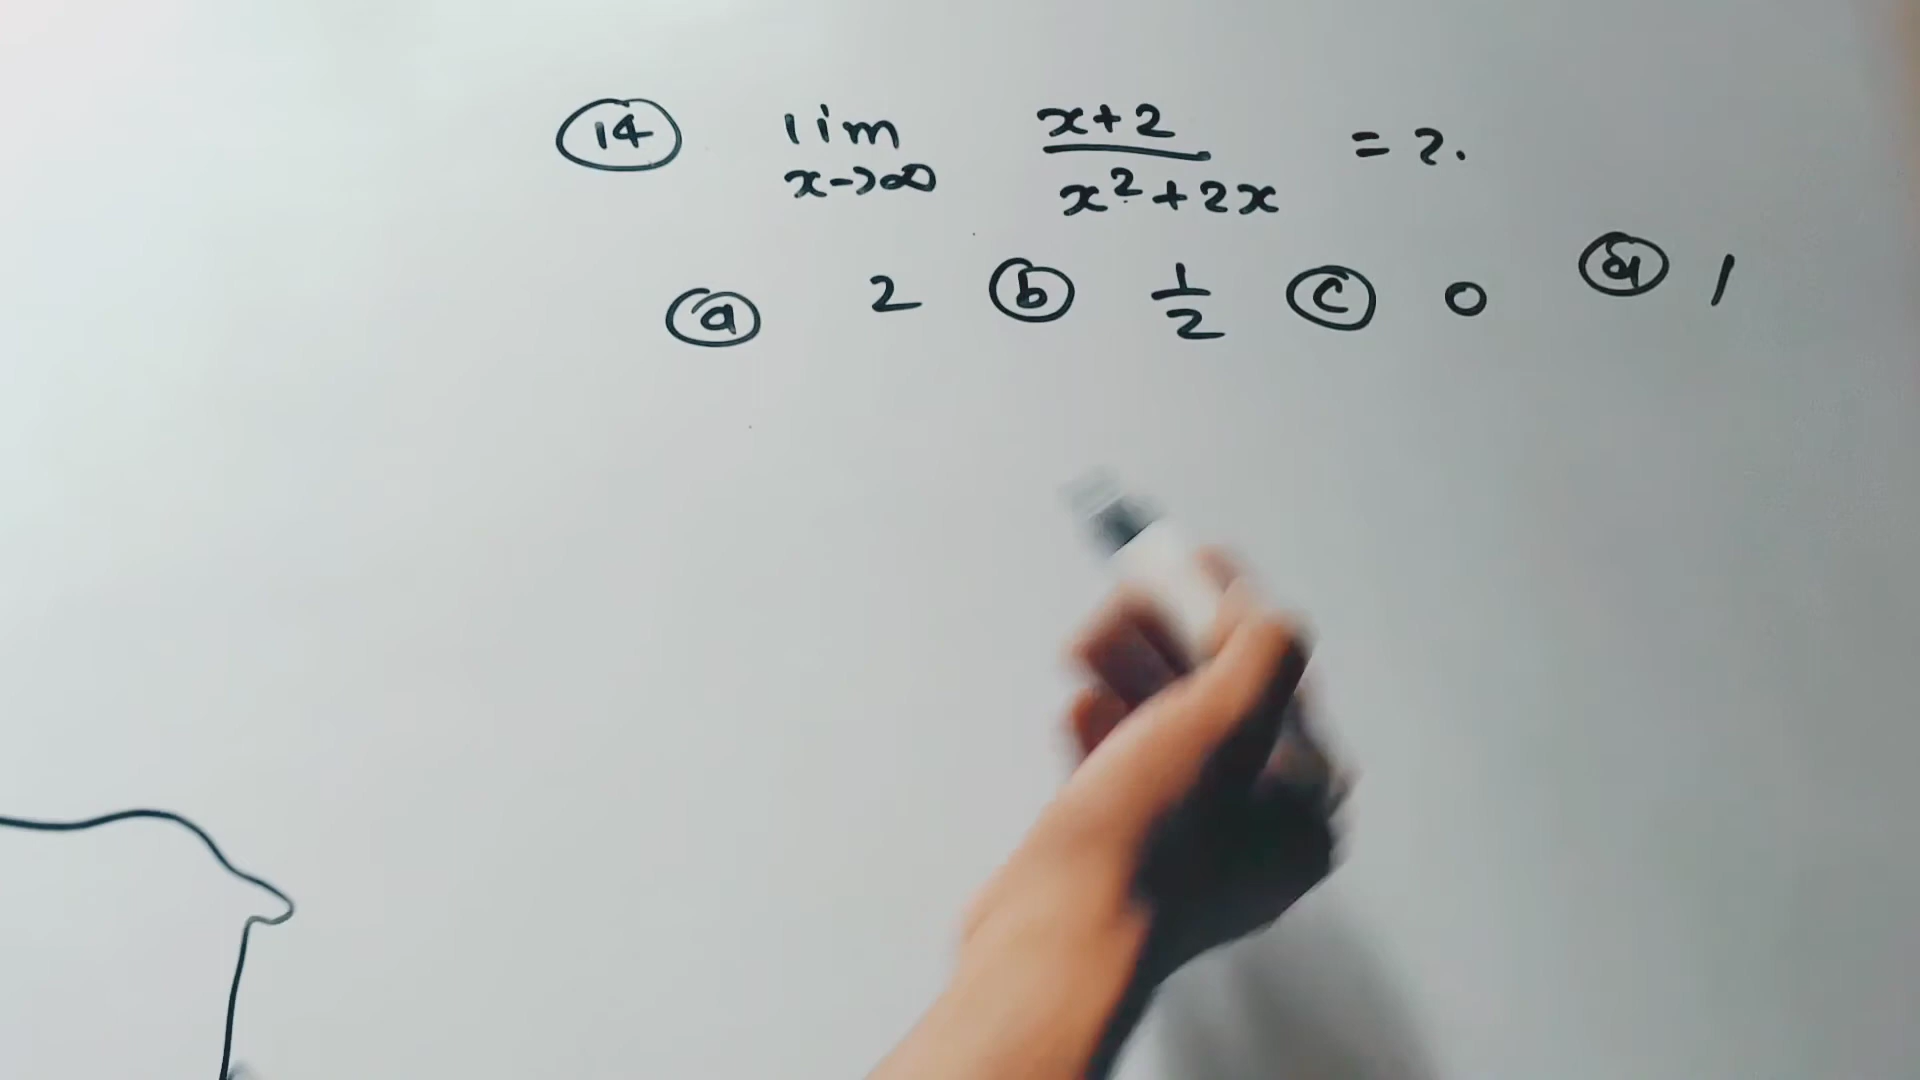 14 lim x→∞ x+2 / x²+2x = ?.
a 2 b 1/2 c 0 d 1